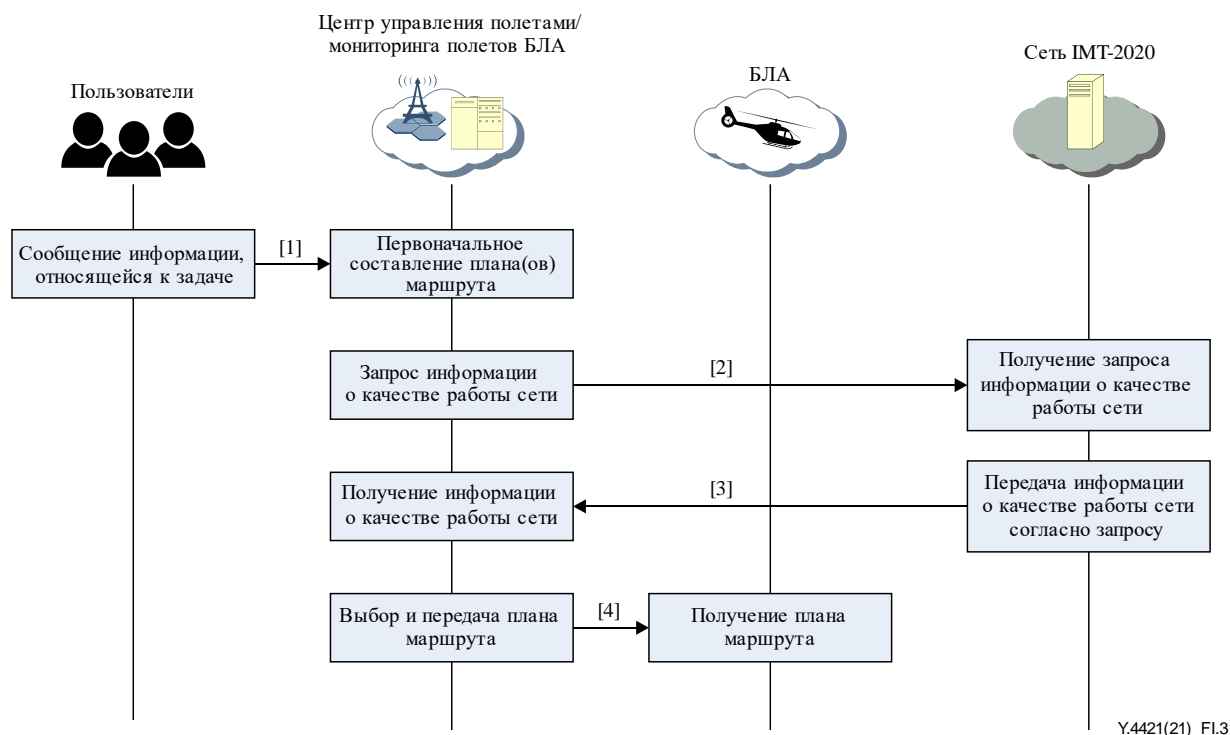 Центр управления полетами/
мониторинга полетов БЛА
Сеть IMT-2020
БЛА
Пользователи
Сообщение информации,
относящейся к задаче
[1]
Первоначальное
составление плана(ов)
маршрута
Запрос информации
о качестве работы сети
[2]
Получение запроса
информации о качестве
работы сети
Получение информации
о качестве работы сети
[3]
Передача информации
о качестве работы сети
согласно запросу
Выбор и передача плана
маршрута
[4]
Получение плана
маршрута
Y.4421(21)_FI.3